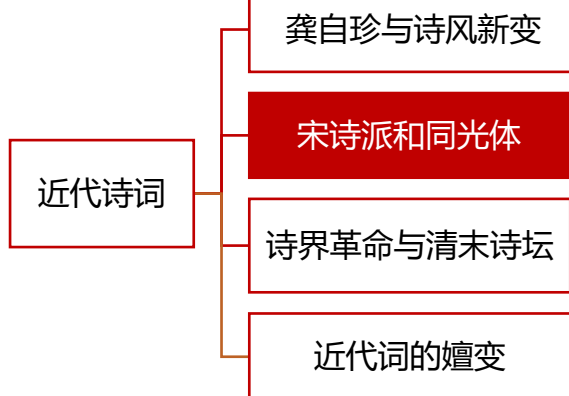 龚自珍与诗风新变
宋诗派和同光体
近代诗词
诗界革命与清末诗坛
近代词的嬗变